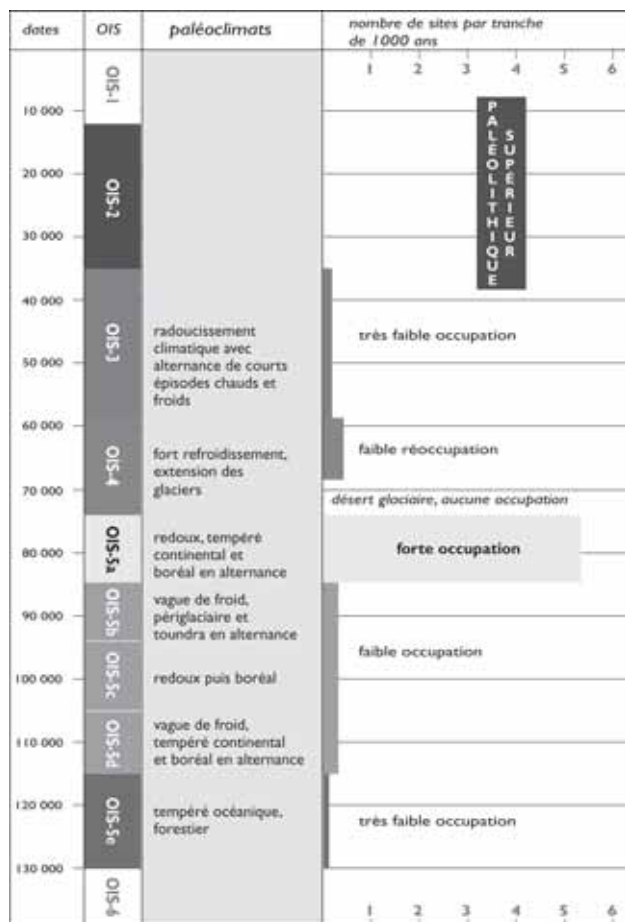 dates
OIS
paléoclimats
nombre de sites par tranche
de 1000 ans
1 2 3 4 5 6
OIS-1
10 000
PALÉOLITHIQUE
SUPÉRIEUR
OIS-2
20 000
30 000
40 000
OIS-3
radoucissement
climatique avec
alternance de courts
épisodes chauds et
froids
très faible occupation
50 000
60 000
OIS-4
fort refroidissement,
extension des
glaciers
faible réoccupation
70 000
désert glaciaire, aucune occupation
OIS-5a
redoux, tempéré
continental et
boréal en alternance
forte occupation
80 000
90 000
OIS-5b
vague de froid,
périglaciaire et
toundra en alternance
faible occupation
100 000
OIS-5c
redoux puis boréal
110 000
OIS-5d
vague de froid,
tempéré continental
et boréal en alternance
120 000
OIS-5e
tempéré océanique,
forestier
très faible occupation
130 000
OIS-6
1 2 3 4 5 6